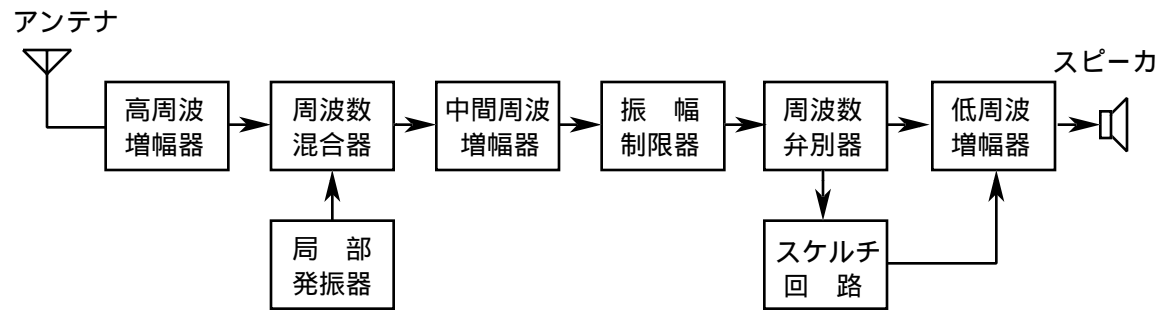 アンテナ
スピーカ
高周波
増幅器
周波数
混合器
中間周波
増幅器
振　幅
制限器
周波数
弁別器
低周波
増幅器
局　部
発振器
スケルチ
回　路